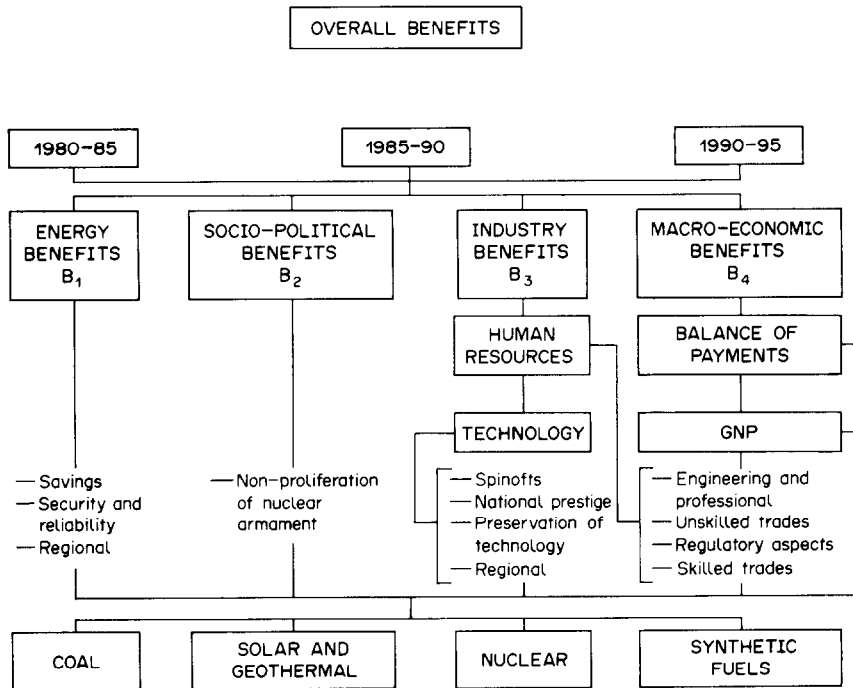 OVERALL BENEFITS
1980-85
1985-90
1990-95
ENERGY
BENEFITS
B1
SOCIO-POLITICAL
BENEFITS
B2
INDUSTRY
BENEFITS
B3
MACRO-ECONOMIC
BENEFITS
B4
HUMAN
RESOURCES
BALANCE OF
PAYMENTS
TECHNOLOGY
GNP
— Savings
— Security and
reliability
— Regional
— Non-proliferation
of nuclear
armament
— Spinofts
— National prestige
— Preservation of
technology
— Regional
— Engineering and
professional
— Unskilled trades
— Regulatory aspects
— Skilled trades
COAL
SOLAR AND
GEOTHERMAL
NUCLEAR
SYNTHETIC
FUELS